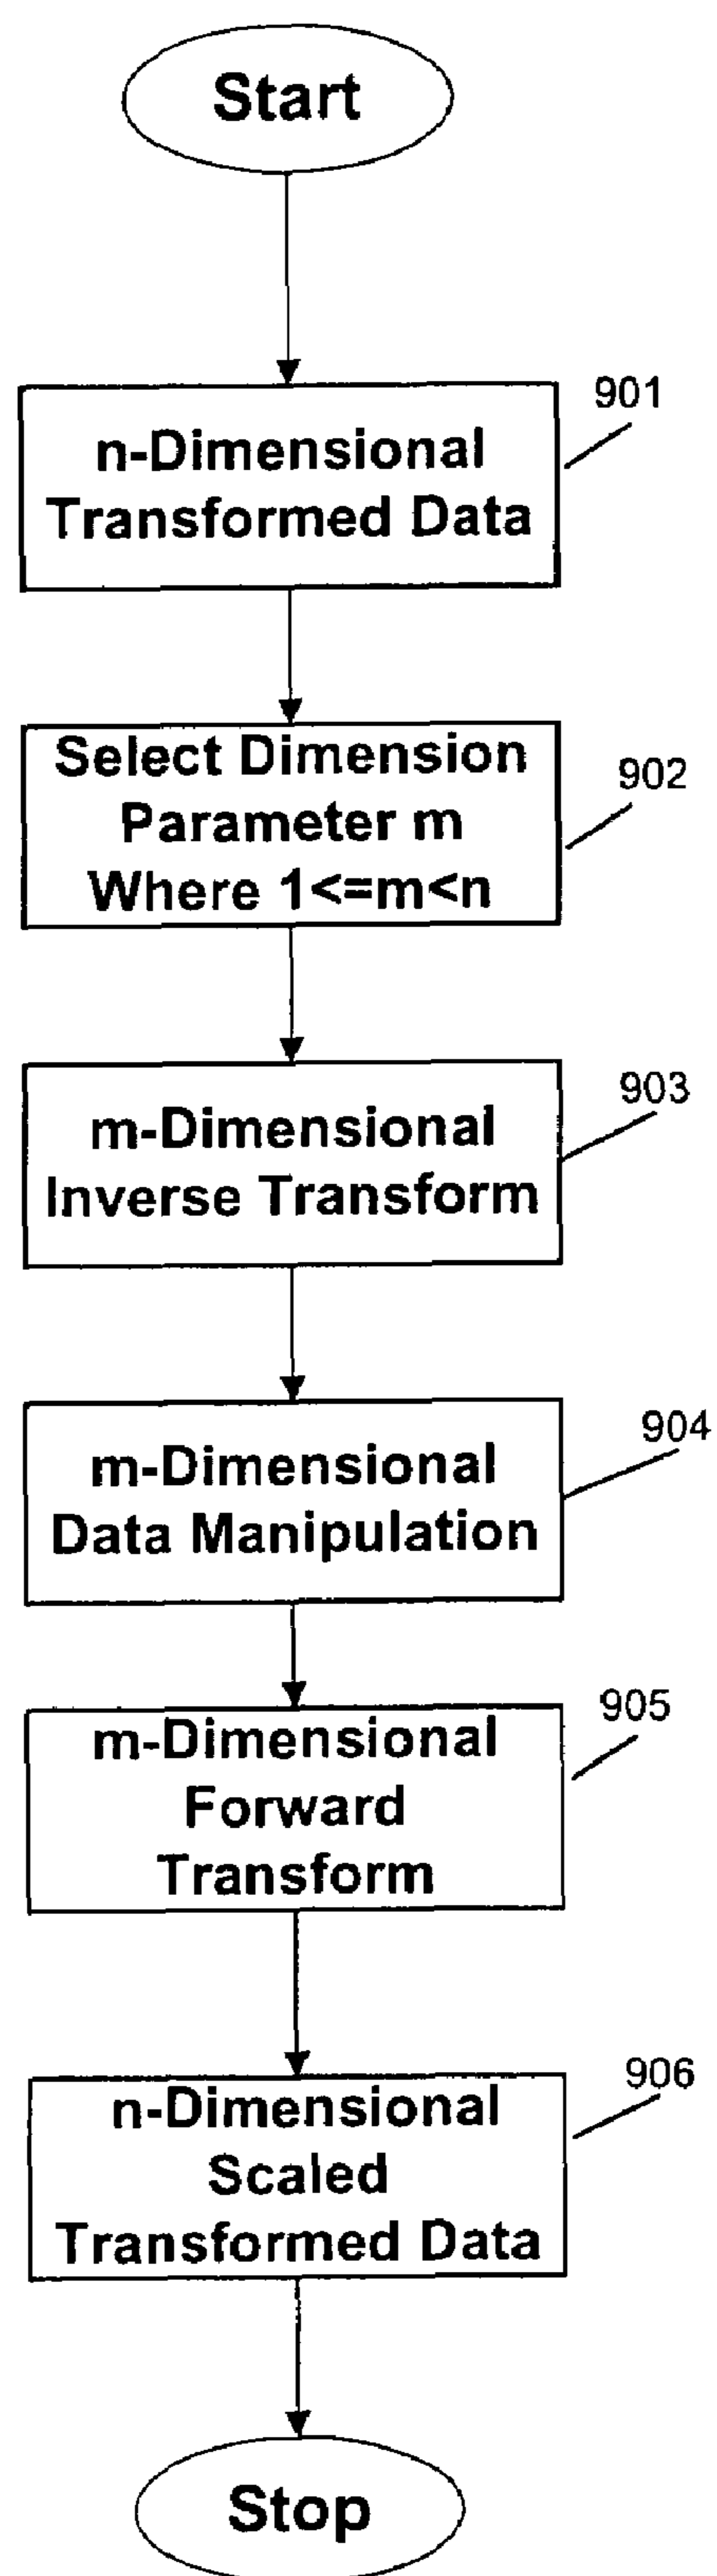 Start
901
n-Dimensional
Transformed Data
902
Select Dimension
Parameter m
Where 1<=m<n
903
m-Dimensional
Inverse Transform
904
m-Dimensional
Data Manipulation
905
m-Dimensional
Forward
Transform
906
n-Dimensional
Scaled
Transformed Data
Stop